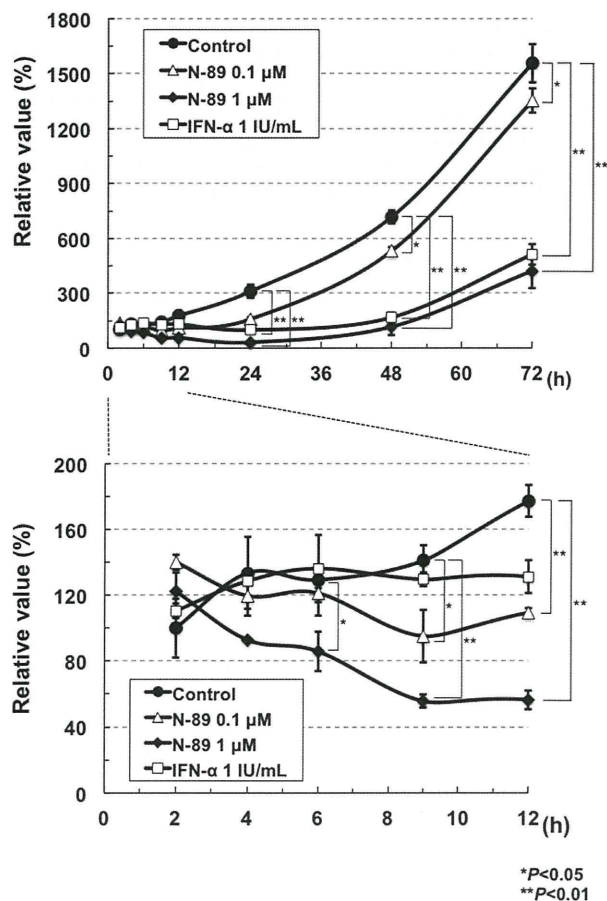 Relative value (%)
1800
1500
1200
900
600
300
0
Control
N-89 0.1 μM
N-89 1 μM
IFN-α 1 IU/mL
*
**
**
*
**
**
**
**
0 12 24 36 48 60 72 (h)
Relative value (%)
200
160
120
80
40
0
Control
N-89 0.1 μM
N-89 1 μM
IFN-α 1 IU/mL
*
*
**
**
**
0 2 4 6 8 10 12 (h)
*P<0.05
**P<0.01